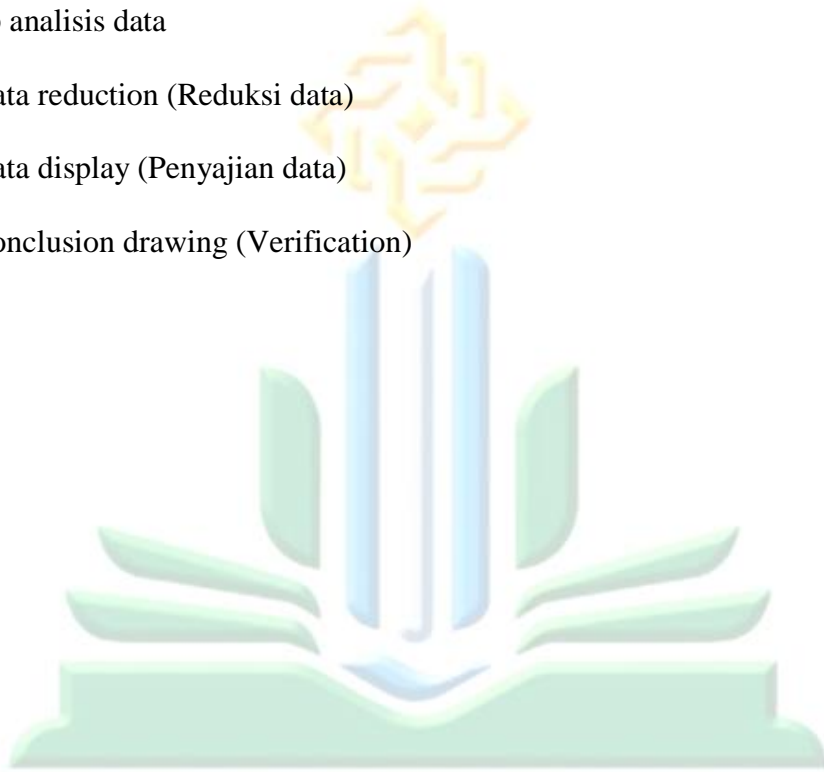 analisis data
ata reduction (Reduksi data)
ata display (Penyajian data)
onclusion drawing (Verification)